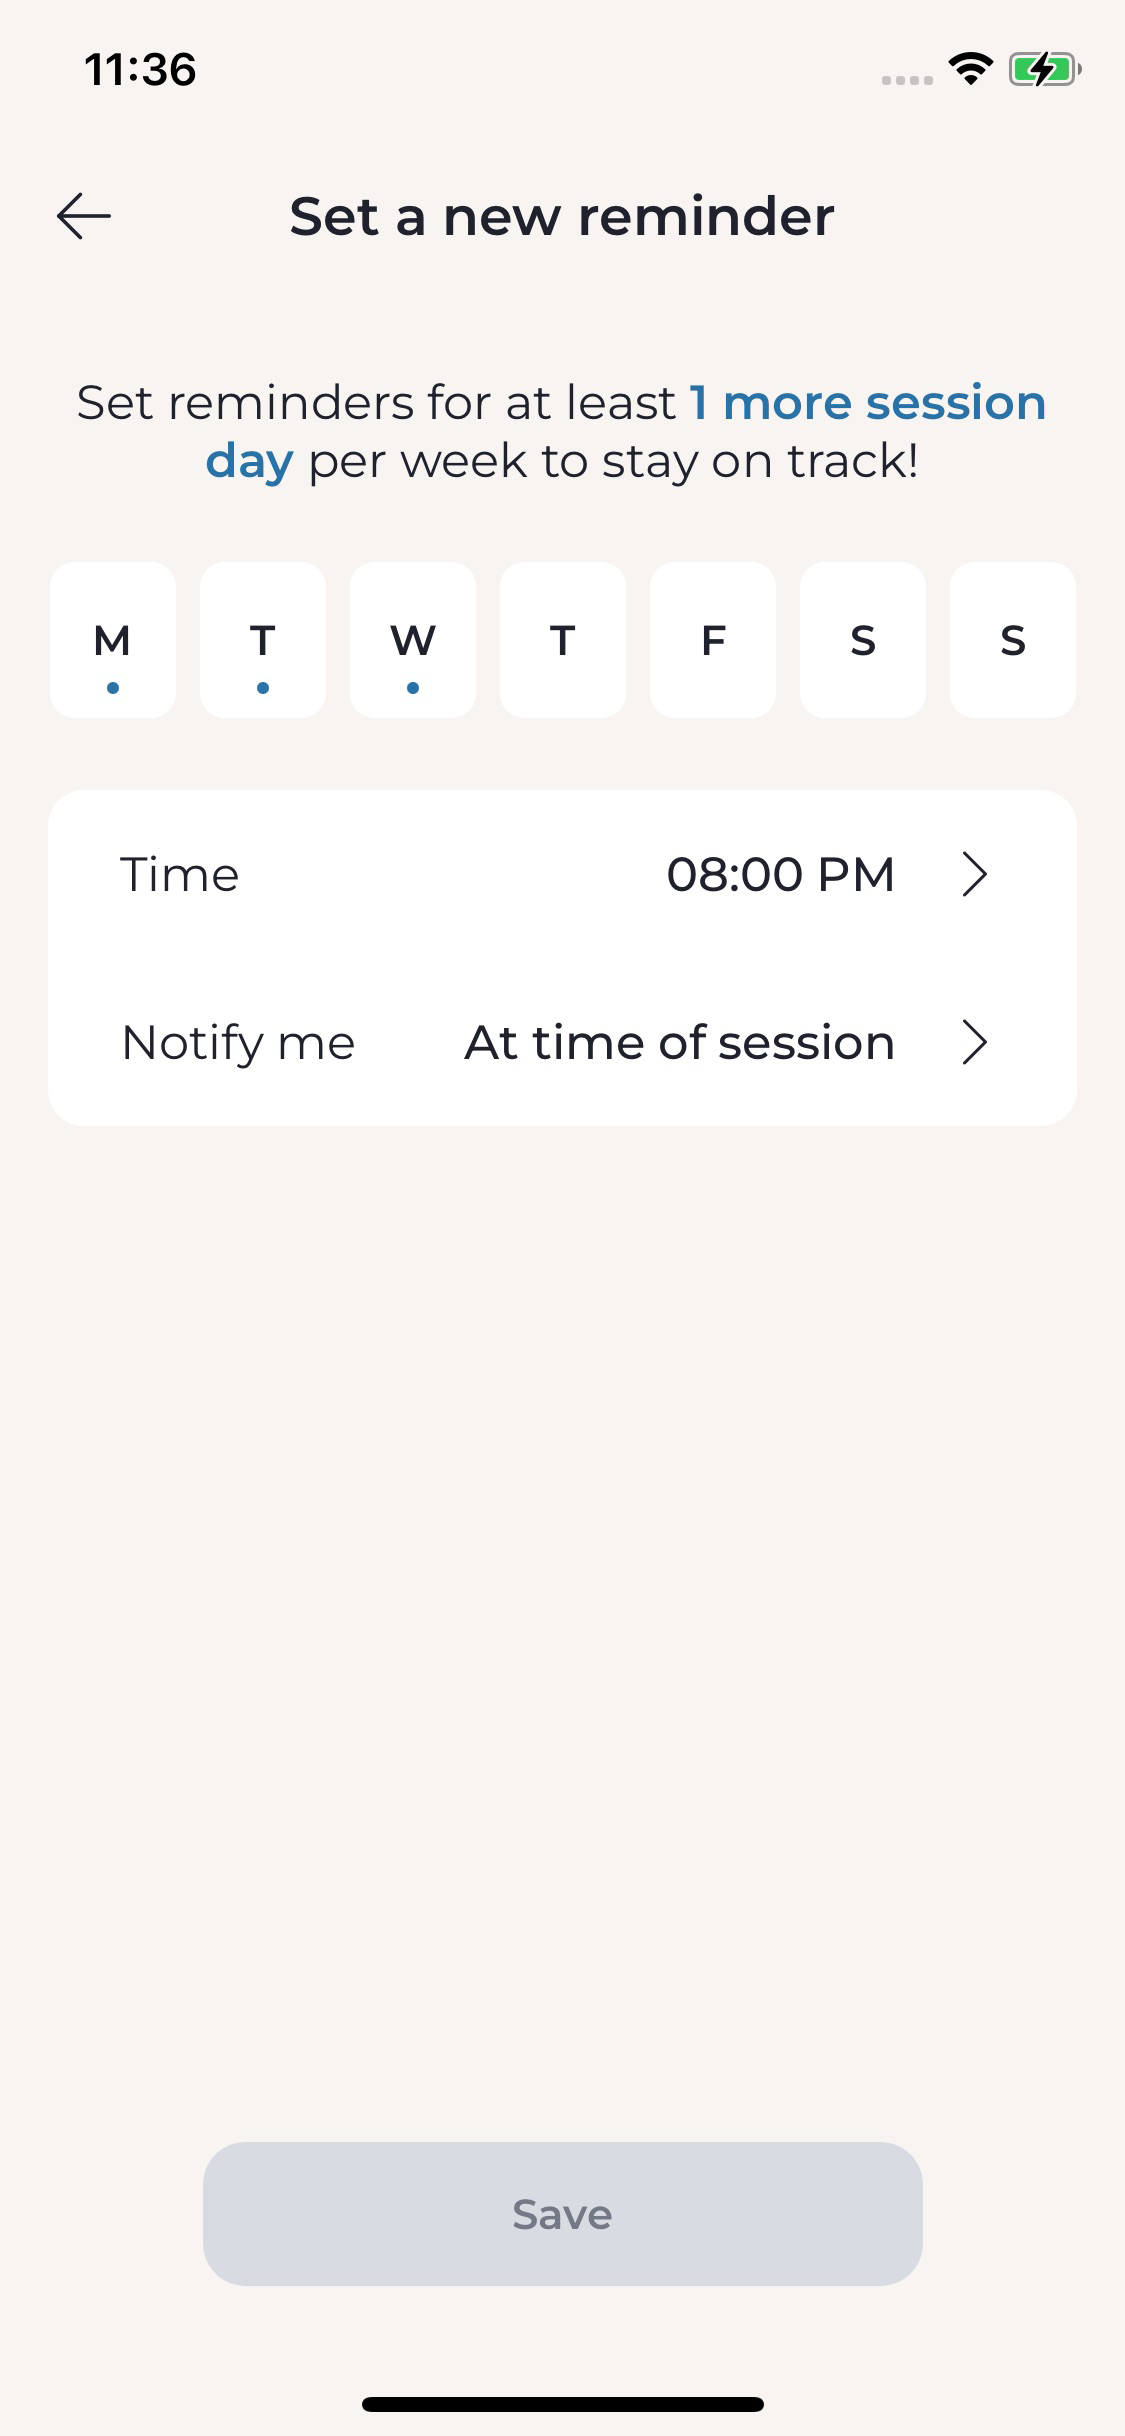 11:36
Set a new reminder
Set reminders for at least 1 more session
day per week to stay on track!
M T W T F S S
Time 08:00 PM
Notify me At time of session
Save